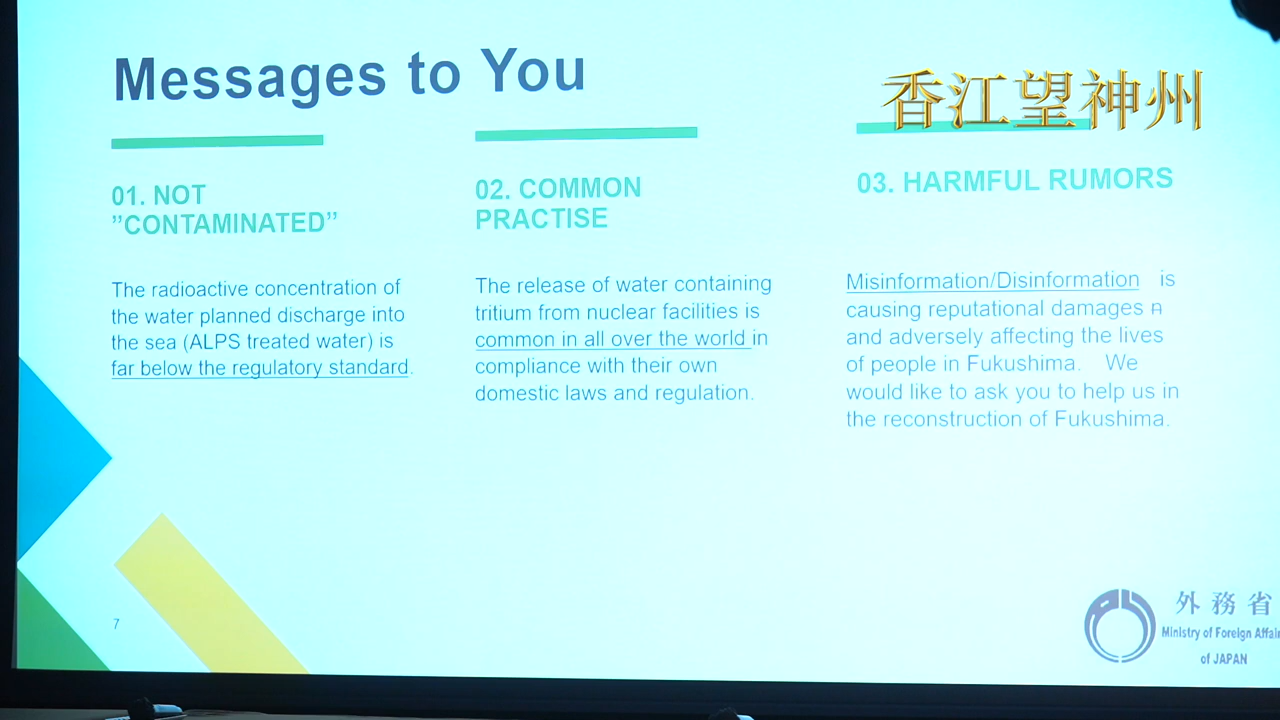 Messages to You
香江望神州
01. NOT
"CONTAMINATED"
The radioactive concentration of
the water planned discharge into
the sea (ALPS treated water) is
far below the regulatory standard.
02. COMMON
PRACTISE
The release of water containing
tritium from nuclear facilities is
common in all over the world in
compliance with their own
domestic laws and regulation.
03. HARMFUL RUMORS
Misinformation/Disinformation is
causing reputational damages n
and adversely affecting the lives
of people in Fukushima. We
would like to ask you to help us in
the reconstruction of Fukushima.
7
外務省
Ministry of Foreign Affai
of JAPAN